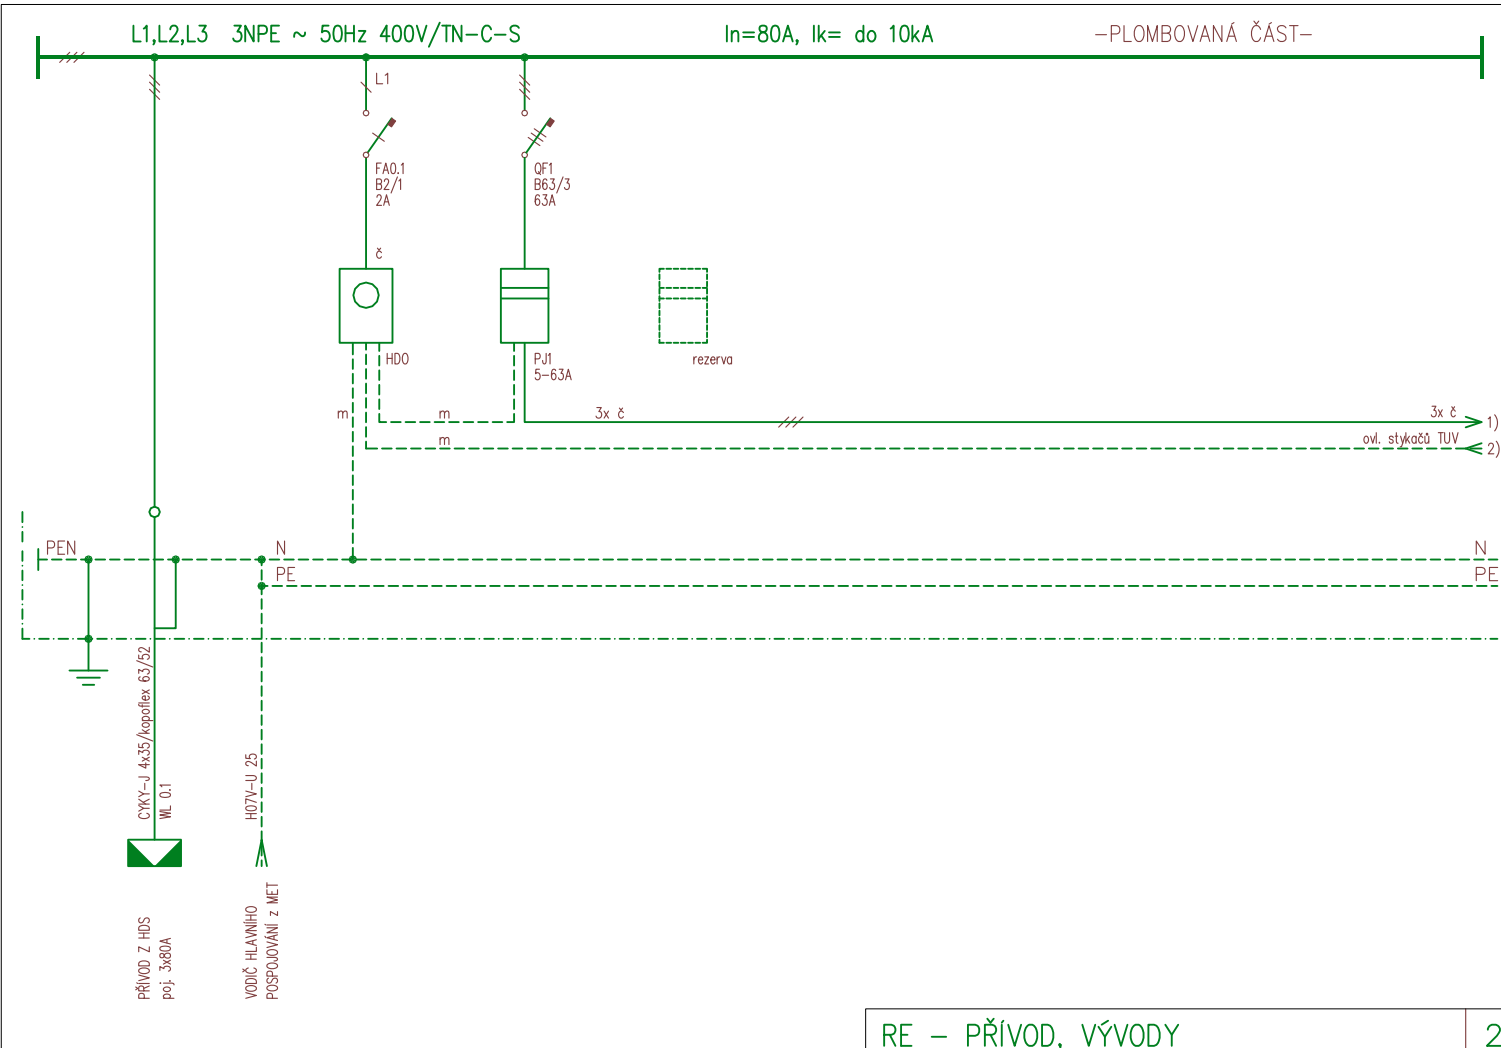 L1,L2,L3 3NPE ~ 50Hz 400V/TN-C-S
In=80A, Ik= do 10kA
-PLOMBOVANÁ ČÁST-
L1
FA0.1
B2/1
2A
QF1
B63/3
63A
č
HDO
PJ1
5-63A
rezerva
m
m
3x č
3x č
1)
m
ovl. stykačů TUV
2)
PEN
N
N
PE
PE
CYKY-J 4x35/kopoflex 63/52
WL 0.1
H07V-U 25
PŘÍVOD Z HDS
poj. 3x80A
VODIČ HLAVNÍHO
POSPOJOVÁNÍ z MET
RE - PŘÍVOD, VÝVODY
2